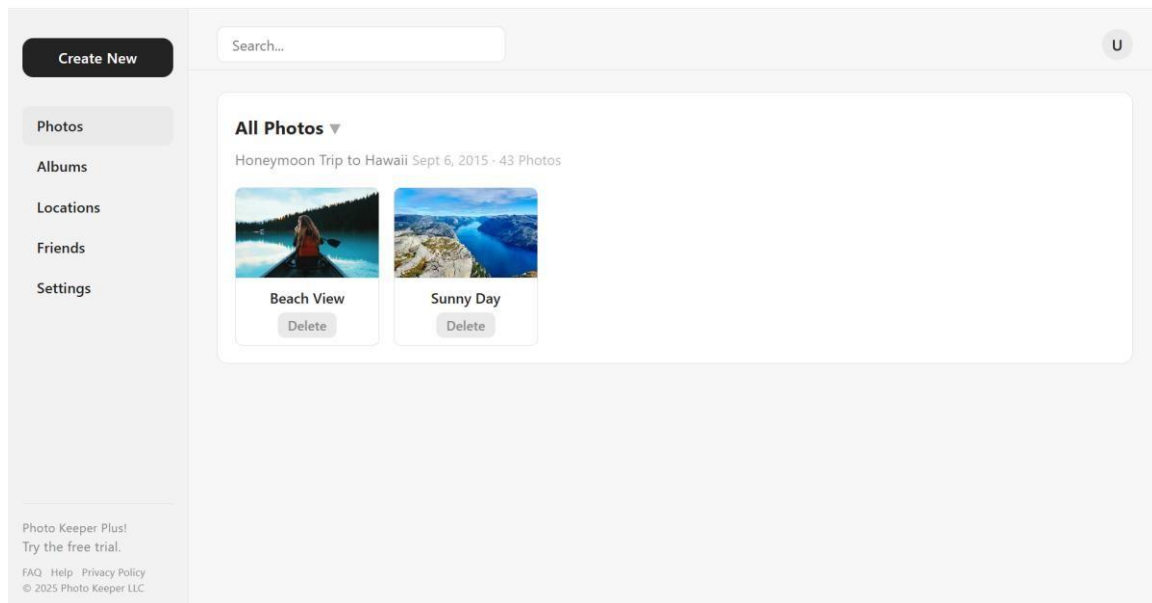 Create New
Search...
U
Photos
Albums
Locations
Friends
Settings
All Photos ▼
Honeymoon Trip to Hawaii Sept 6, 2015 · 43 Photos
Beach View
Sunny Day
Delete
Delete
Photo Keeper Plus!
Try the free trial.
FAQ Help Privacy Policy
© 2025 Photo Keeper LLC